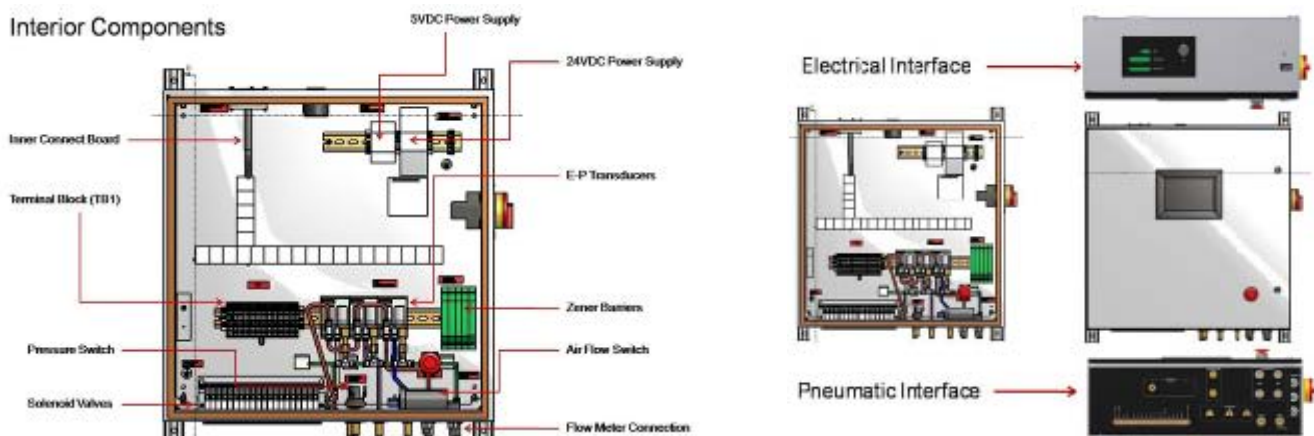 Interior Components
5VDC Power Supply
24VDC Power Supply
Inner Connect Board
E-P Transducers
Terminal Block (TB1)
Zener Barriers
Pressure Switch
Air Flow Switch
Solenoid Valves
Flow Meter Connection
Electrical Interface
Pneumatic Interface